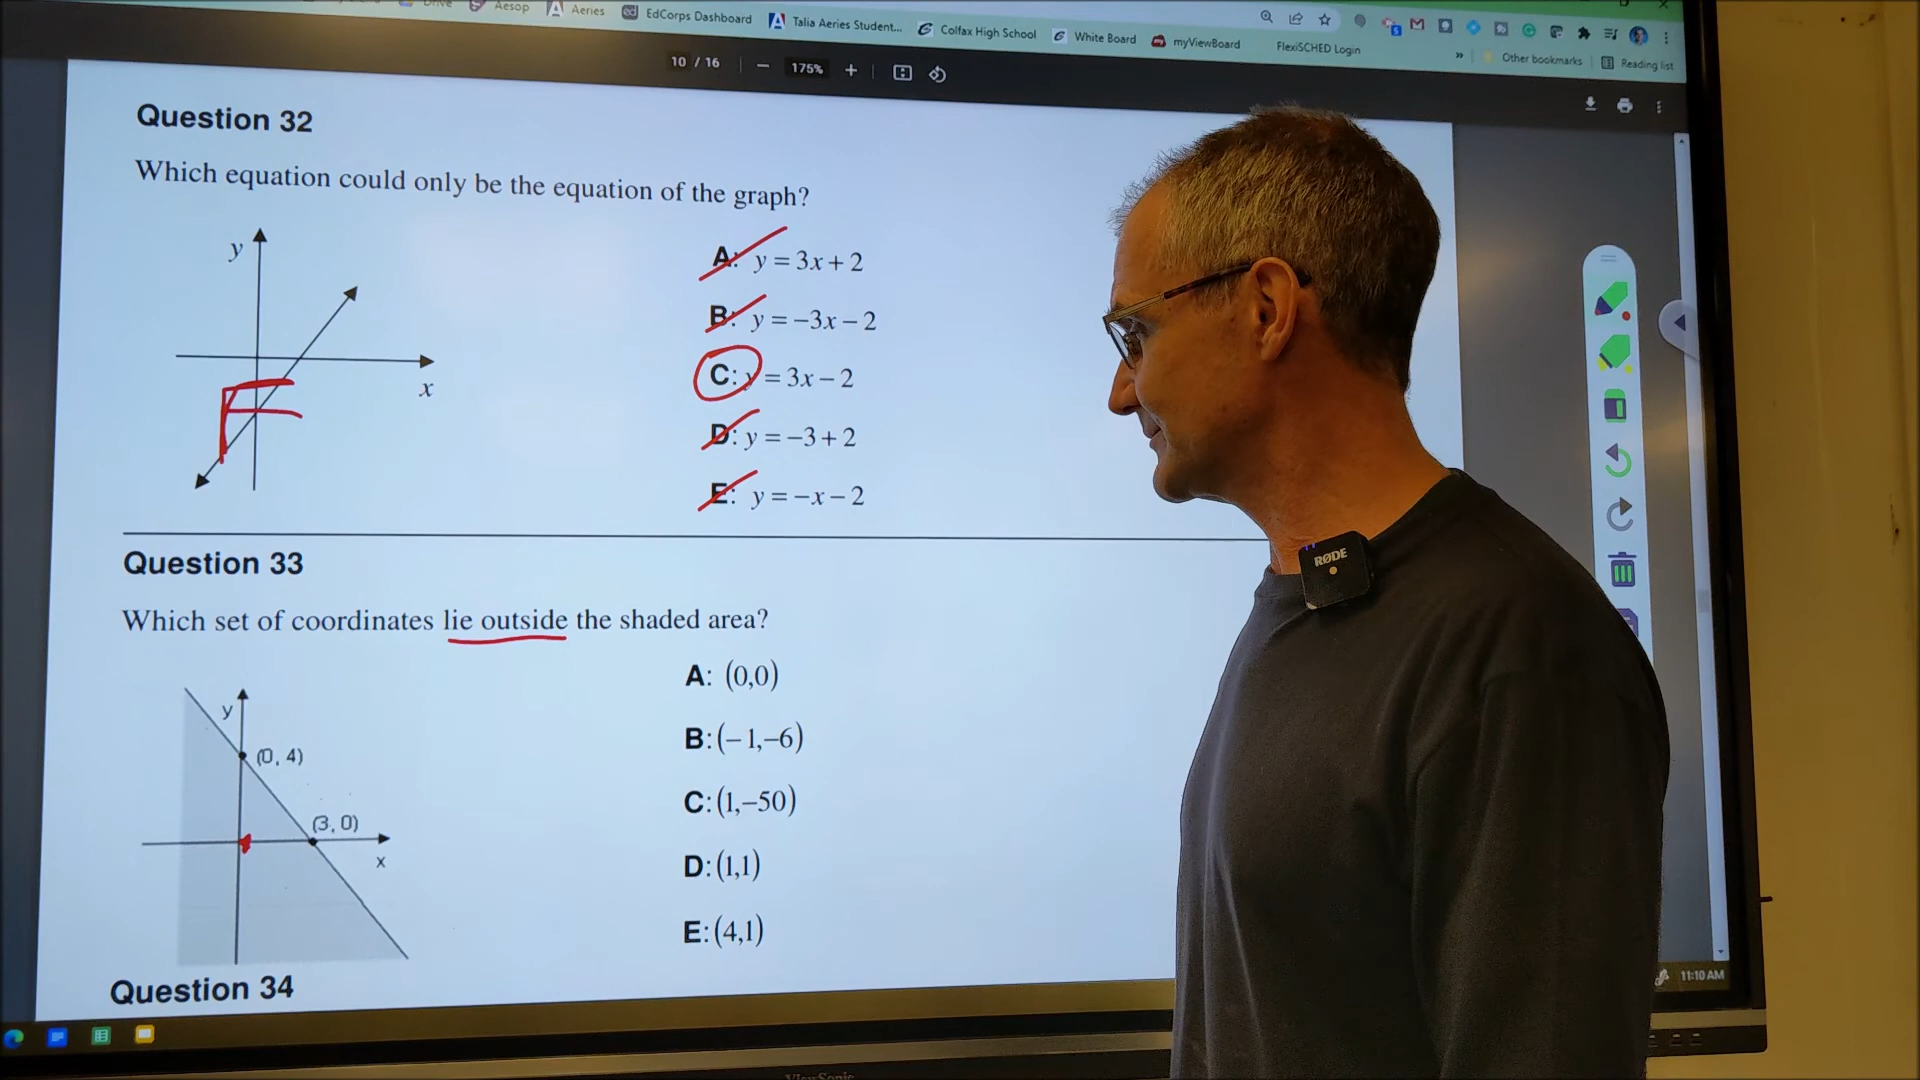 Drive Aesop Aeries EdCorps Dashboard Talia Aeries Student... Colfax High School White Board myViewBoard FlexiSCHED Login
» Other bookmarks Reading list
10 / 16 − 175% +
Question 32
Which equation could only be the equation of the graph?
y
x
A: y = 3x + 2
B: y = −3x − 2
C: y = 3x − 2
D: y = −3 + 2
E: y = −x − 2
Question 33
Which set of coordinates lie outside the shaded area?
y
(0, 4)
(3, 0)
x
A: (0,0)
B: (−1,−6)
C: (1,−50)
D: (1,1)
E: (4,1)
Question 34
RØDE
11:10 AM
ViewSonic